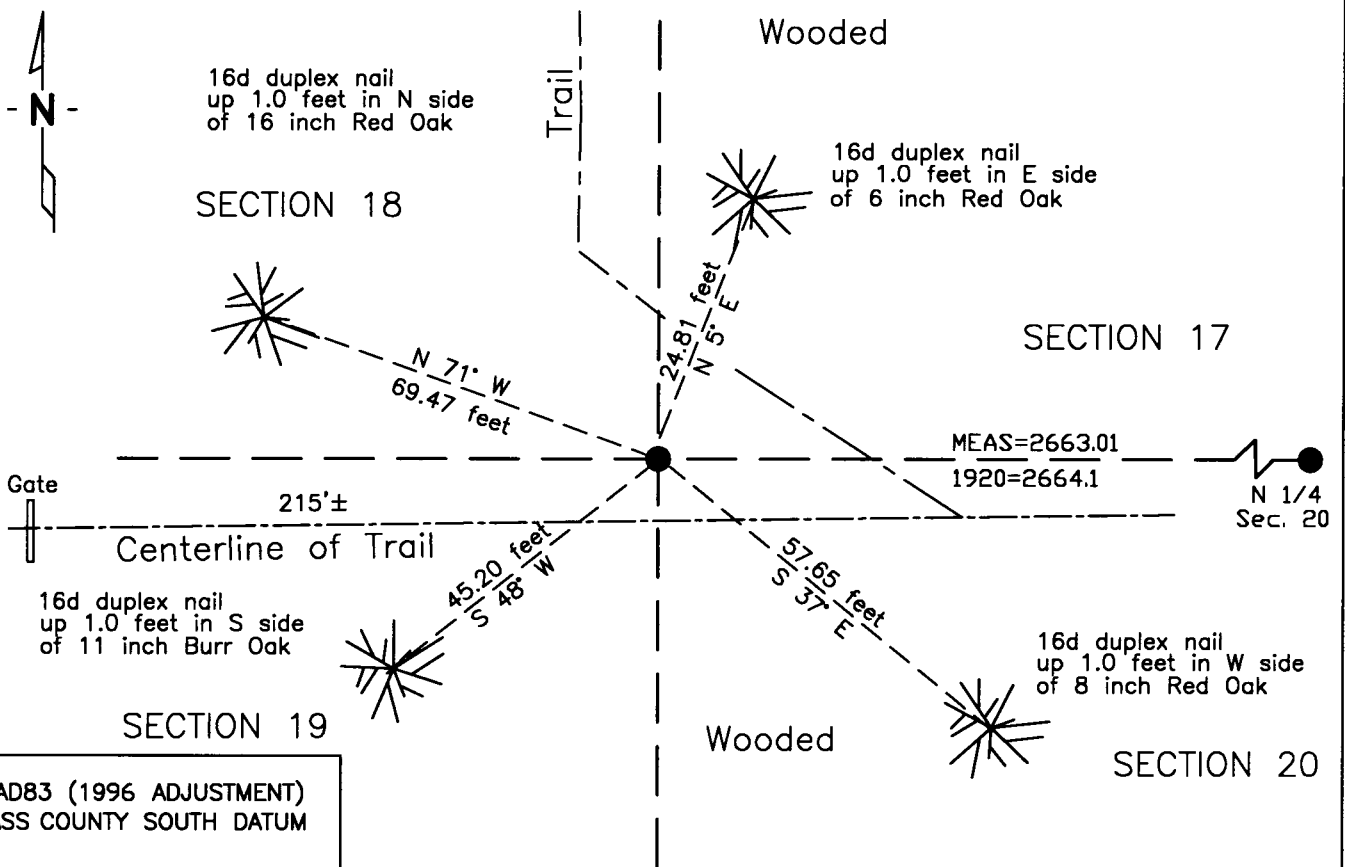 Wooded
16d duplex nail
up 1.0 feet in N side
of 16 inch Red Oak
- N -
Trail
16d duplex nail
up 1.0 feet in E side
of 6 inch Red Oak
SECTION 18
24.81 feet
N 5° E
SECTION 17
N 71° W
69.47 feet
MEAS=2663.01
1920=2664.1
N 1/4
Sec. 20
Gate
215'±
Centerline of Trail
45.20 feet
S 48° W
57.65 feet
S 37° E
16d duplex nail
up 1.0 feet in S side
of 11 inch Burr Oak
16d duplex nail
up 1.0 feet in W side
of 8 inch Red Oak
SECTION 19
Wooded
SECTION 20
AD83 (1996 ADJUSTMENT)
ASS COUNTY SOUTH DATUM